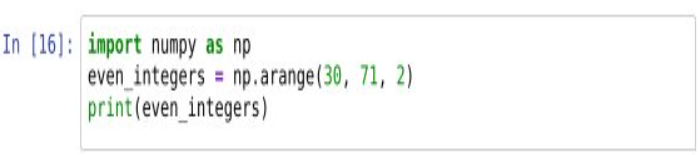 In [16]: import numpy as np
even_integers = np.arange(30, 71, 2)
print(even_integers)